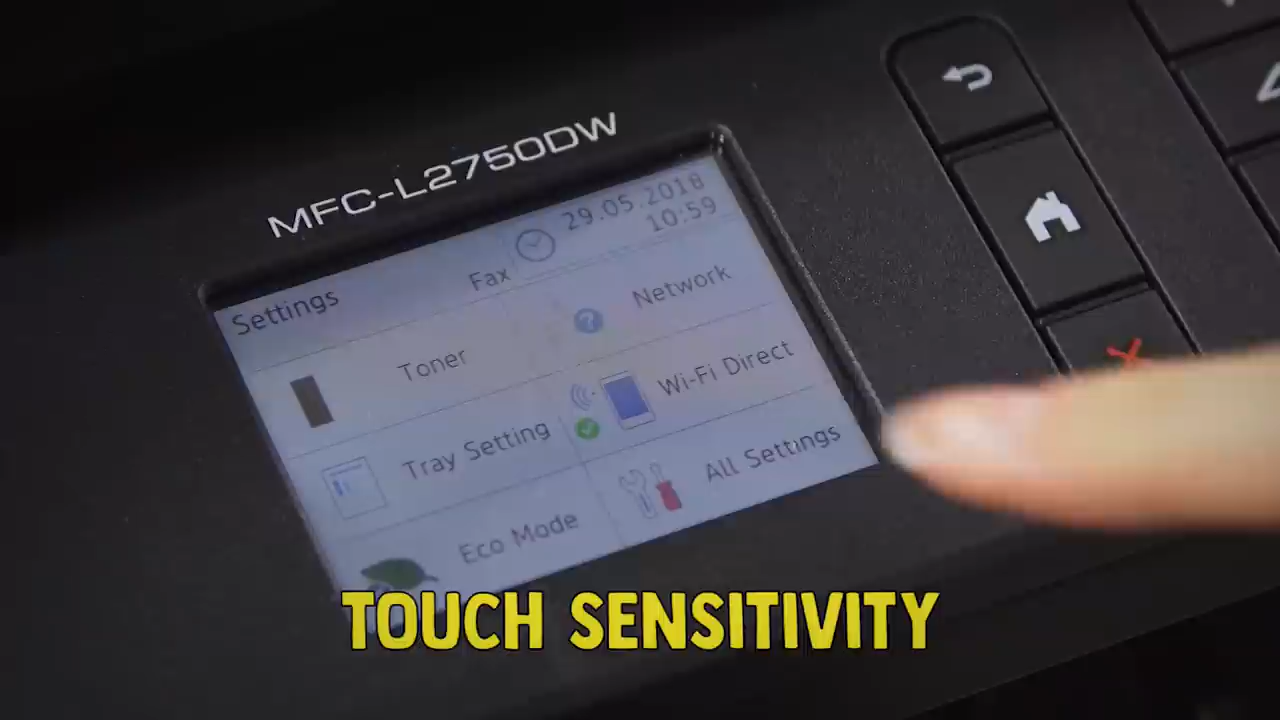 MFC-L2750DW
29.05.2018
10:59
Settings
Fax
Toner
Network
Tray Setting
Wi-Fi Direct
Eco Mode
All Settings
TOUCH SENSITIVITY